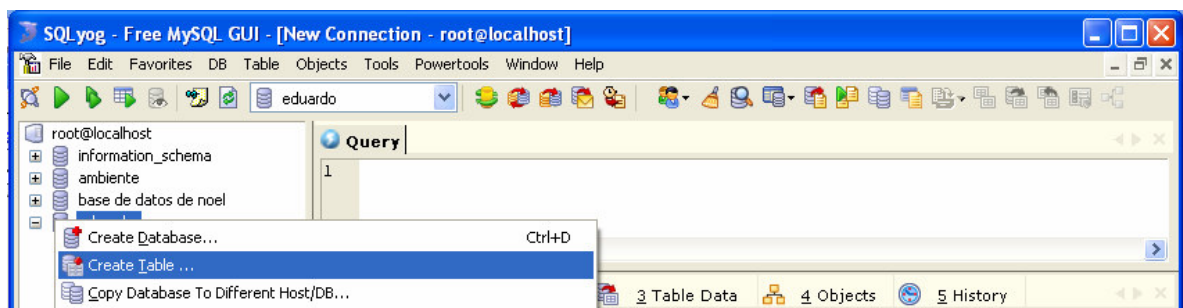 SQLyog - Free MySQL GUI - [New Connection - root@localhost]
File Edit Favorites DB Table Objects Tools Powertools Window Help
eduardo
root@localhost
information_schema
ambiente
base de datos de noel
Query
1
Create Database... Ctrl+D
Create Table ...
Copy Database To Different Host/DB...
3 Table Data 4 Objects 5 History